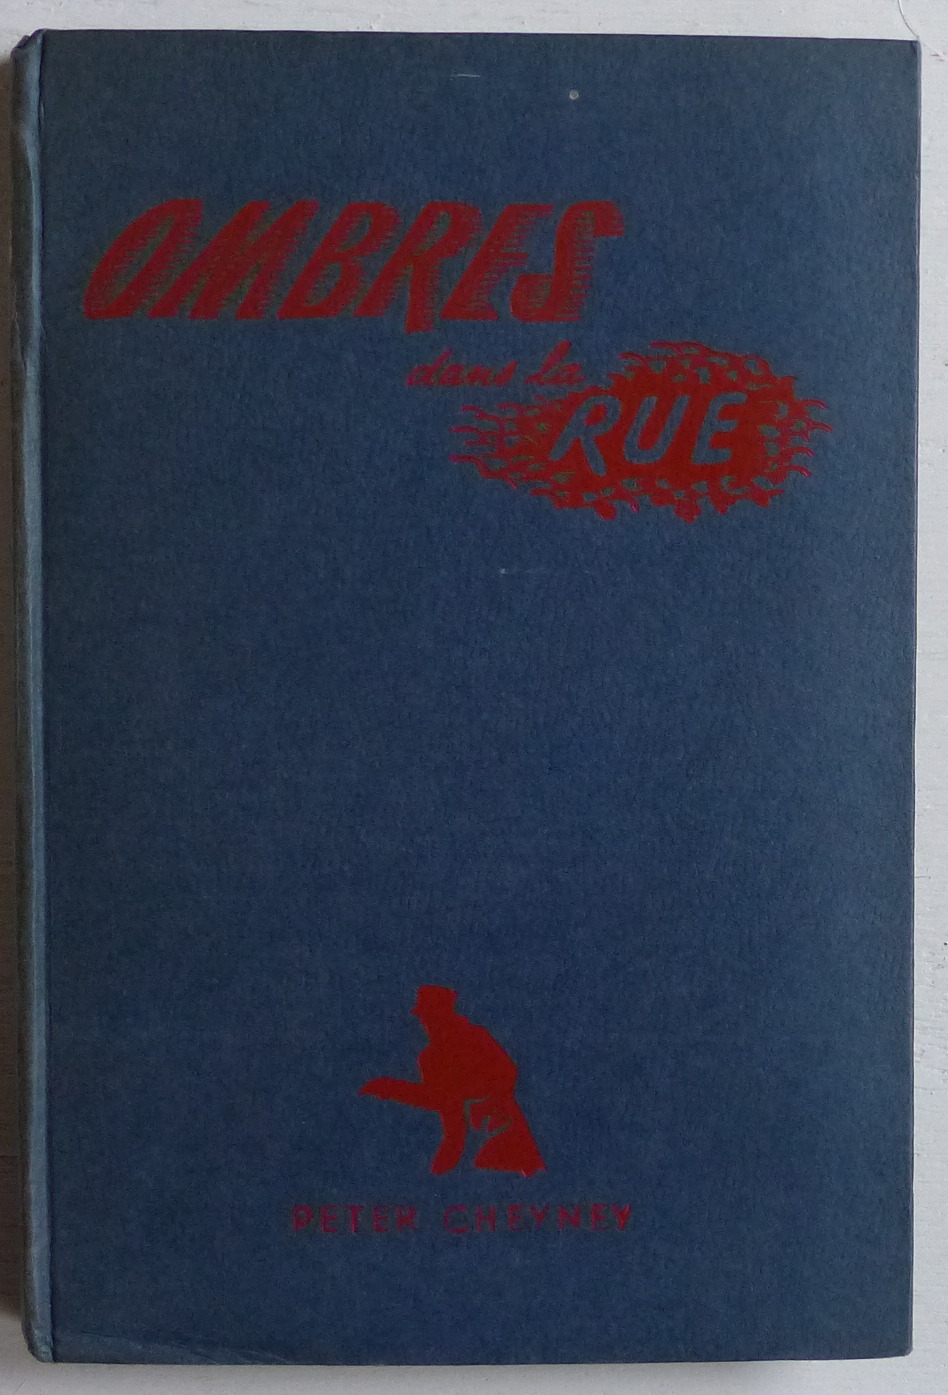 OMBRES
dans la
RUE
PETER CHEYNEY